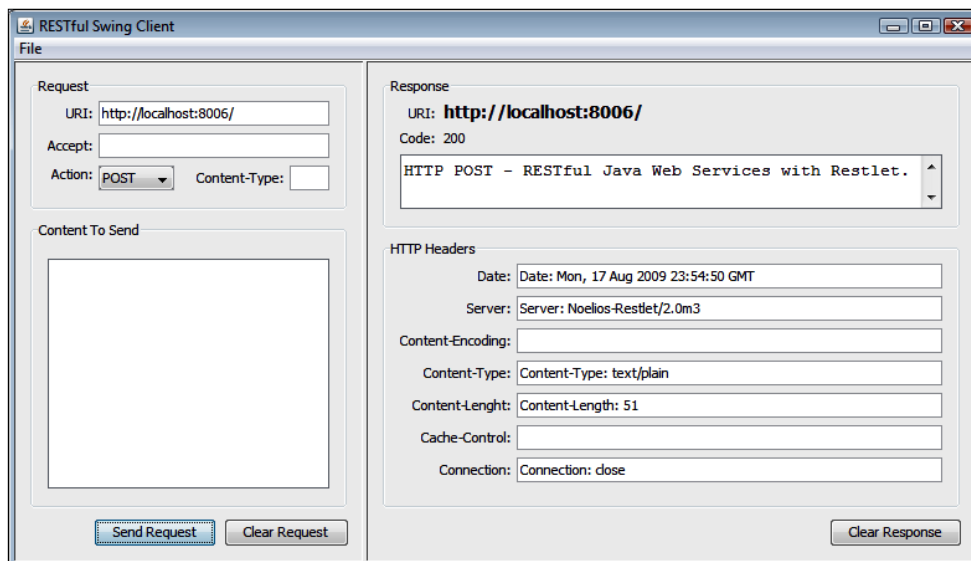 RESTful Swing Client
File
Request
URI: http://localhost:8006/
Accept:
Action: POST Content-Type:
Content To Send
Send Request Clear Request
Response
URI: http://localhost:8006/
Code: 200
HTTP POST - RESTful Java Web Services with Restlet.
HTTP Headers
Date: Date: Mon, 17 Aug 2009 23:54:50 GMT
Server: Server: Noelios-Restlet/2.0m3
Content-Encoding:
Content-Type: Content-Type: text/plain
Content-Lenght: Content-Length: 51
Cache-Control:
Connection: Connection: close
Clear Response